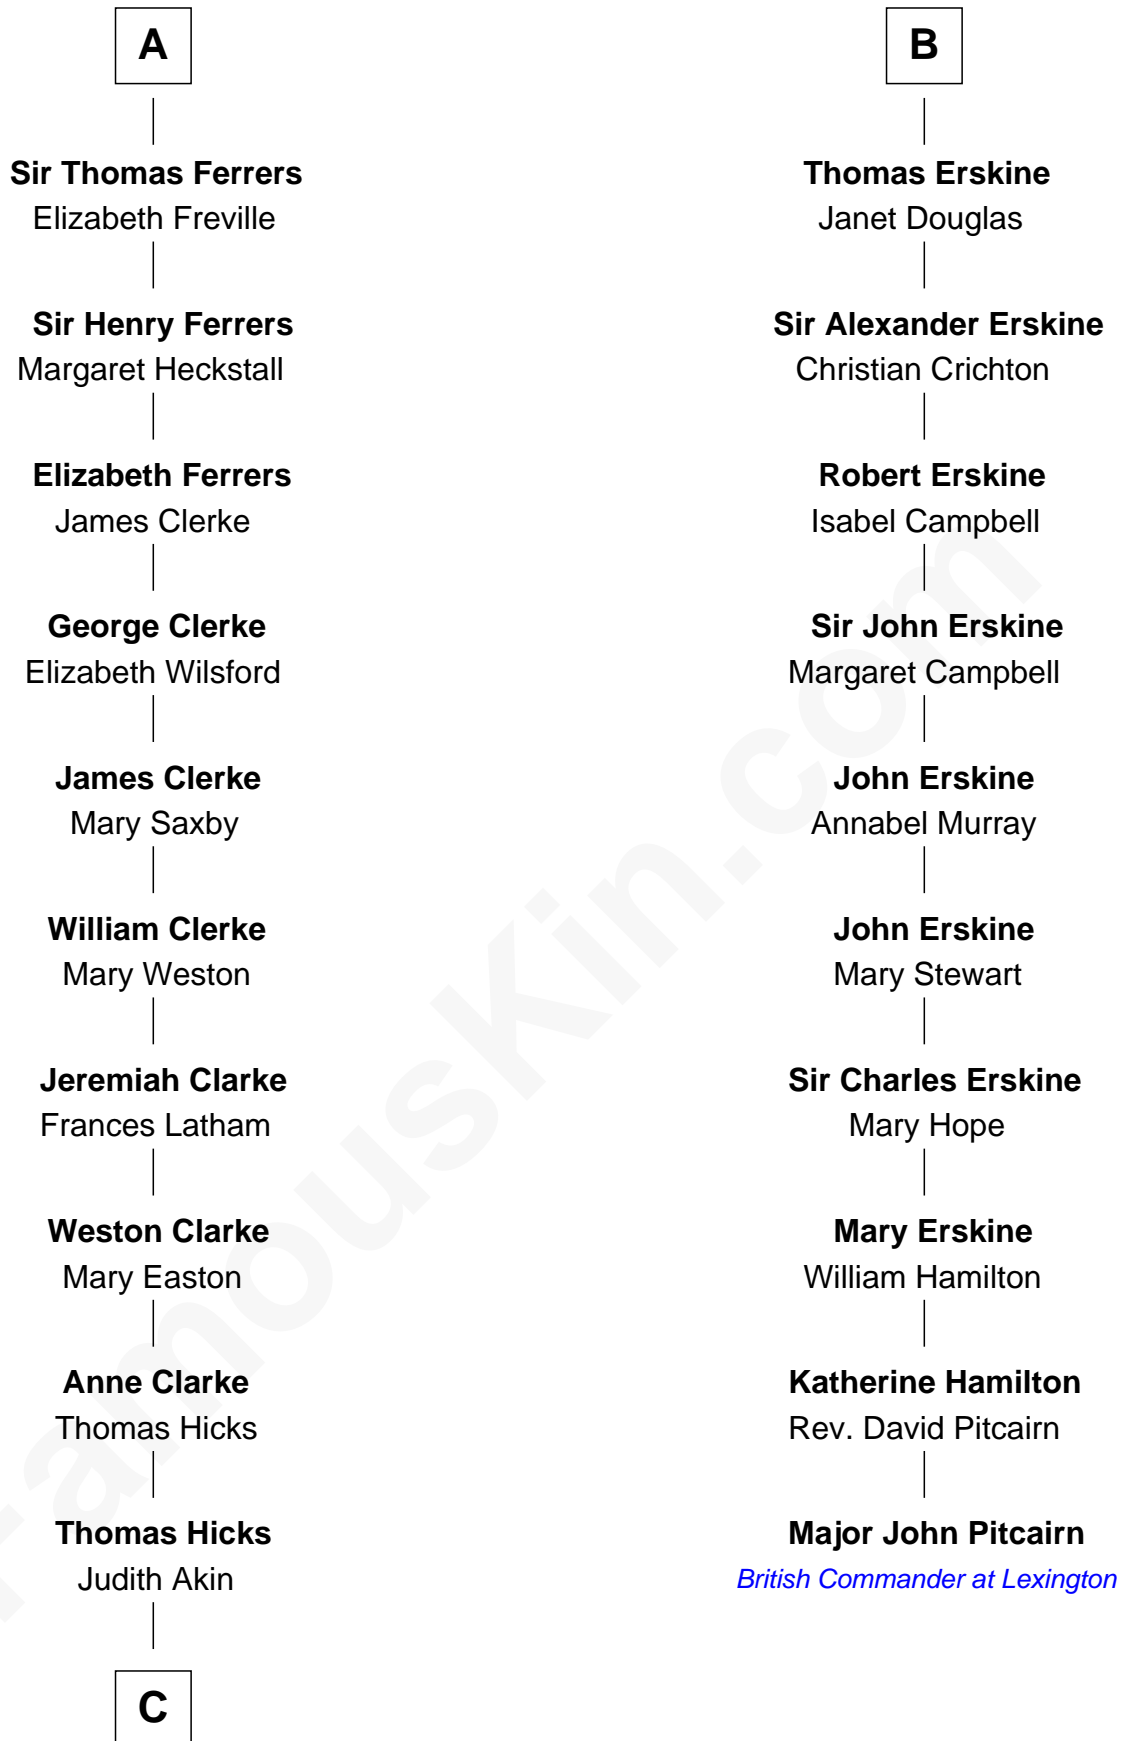 A
Sir Thomas Ferrers
Elizabeth Freville
Sir Henry Ferrers
Margaret Heckstall
Elizabeth Ferrers
James Clerke
George Clerke
Elizabeth Wilsford
James Clerke
Mary Saxby
William Clerke
Mary Weston
Jeremiah Clarke
Frances Latham
Weston Clarke
Mary Easton
Anne Clarke
Thomas Hicks
Thomas Hicks
Judith Akin
C
B
Thomas Erskine
Janet Douglas
Sir Alexander Erskine
Christian Crichton
Robert Erskine
Isabel Campbell
Sir John Erskine
Margaret Campbell
John Erskine
Annabel Murray
John Erskine
Mary Stewart
Sir Charles Erskine
Mary Hope
Mary Erskine
William Hamilton
Katherine Hamilton
Rev. David Pitcairn
Major John Pitcairn
British Commander at Lexington
FamousKin.com